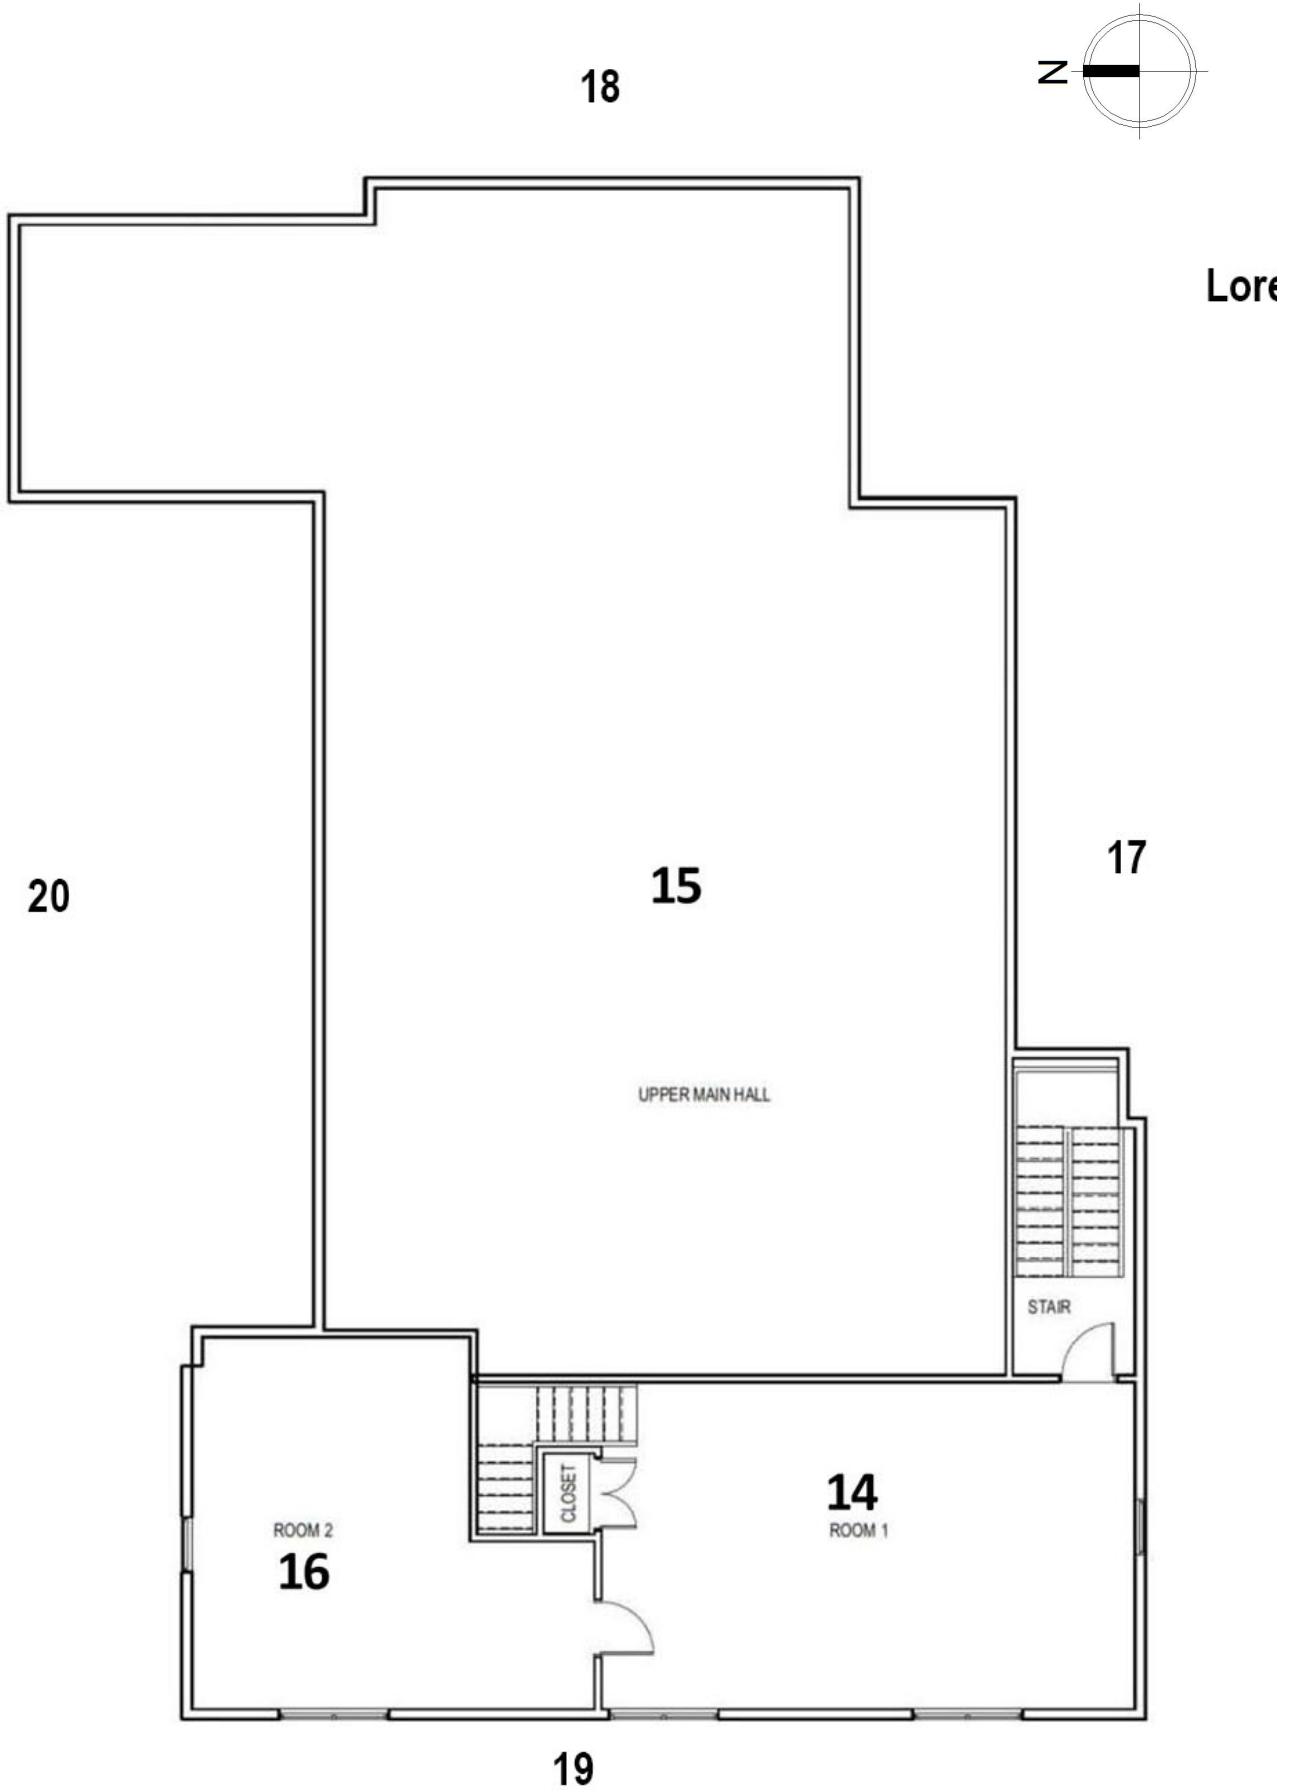 18
N
Lore
15
17
20
UPPER MAIN HALL
STAIR
CLOSET
14
ROOM 1
ROOM 2
16
19